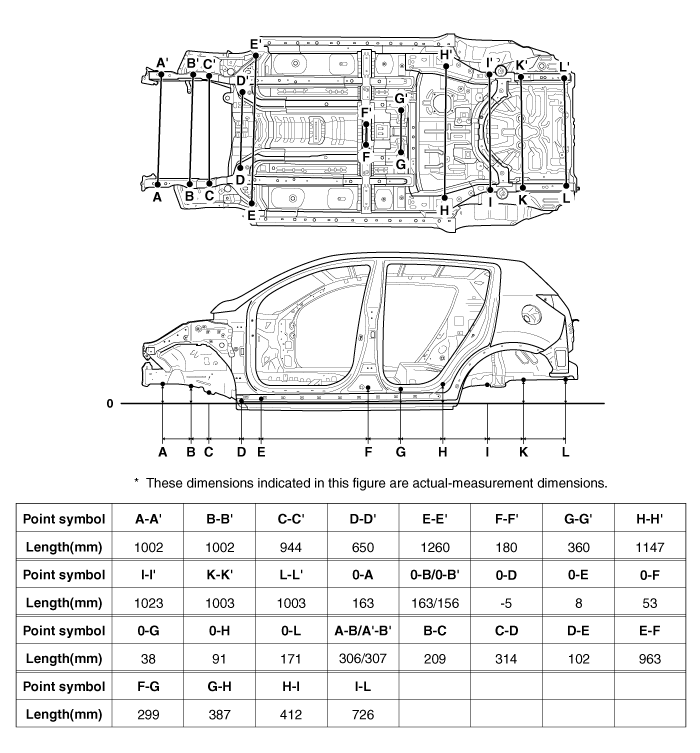 E' H'
A' B' C' I' K' L'
D' G'
F'
F G
D
A B C H I K L
E
0
A B C D E F G H I K L
* These dimensions indicated in this figure are actual-measurement dimensions.
Point symbol A-A' B-B' C-C' D-D' E-E' F-F' G-G' H-H'
Length(mm) 1002 1002 944 650 1260 180 360 1147
Point symbol I-I' K-K' L-L' 0-A 0-B/0-B' 0-D 0-E 0-F
Length(mm) 1023 1003 1003 163 163/156 -5 8 53
Point symbol 0-G 0-H 0-L A-B/A'-B' B-C C-D D-E E-F
Length(mm) 38 91 171 306/307 209 314 102 963
Point symbol F-G G-H H-I I-L
Length(mm) 299 387 412 726